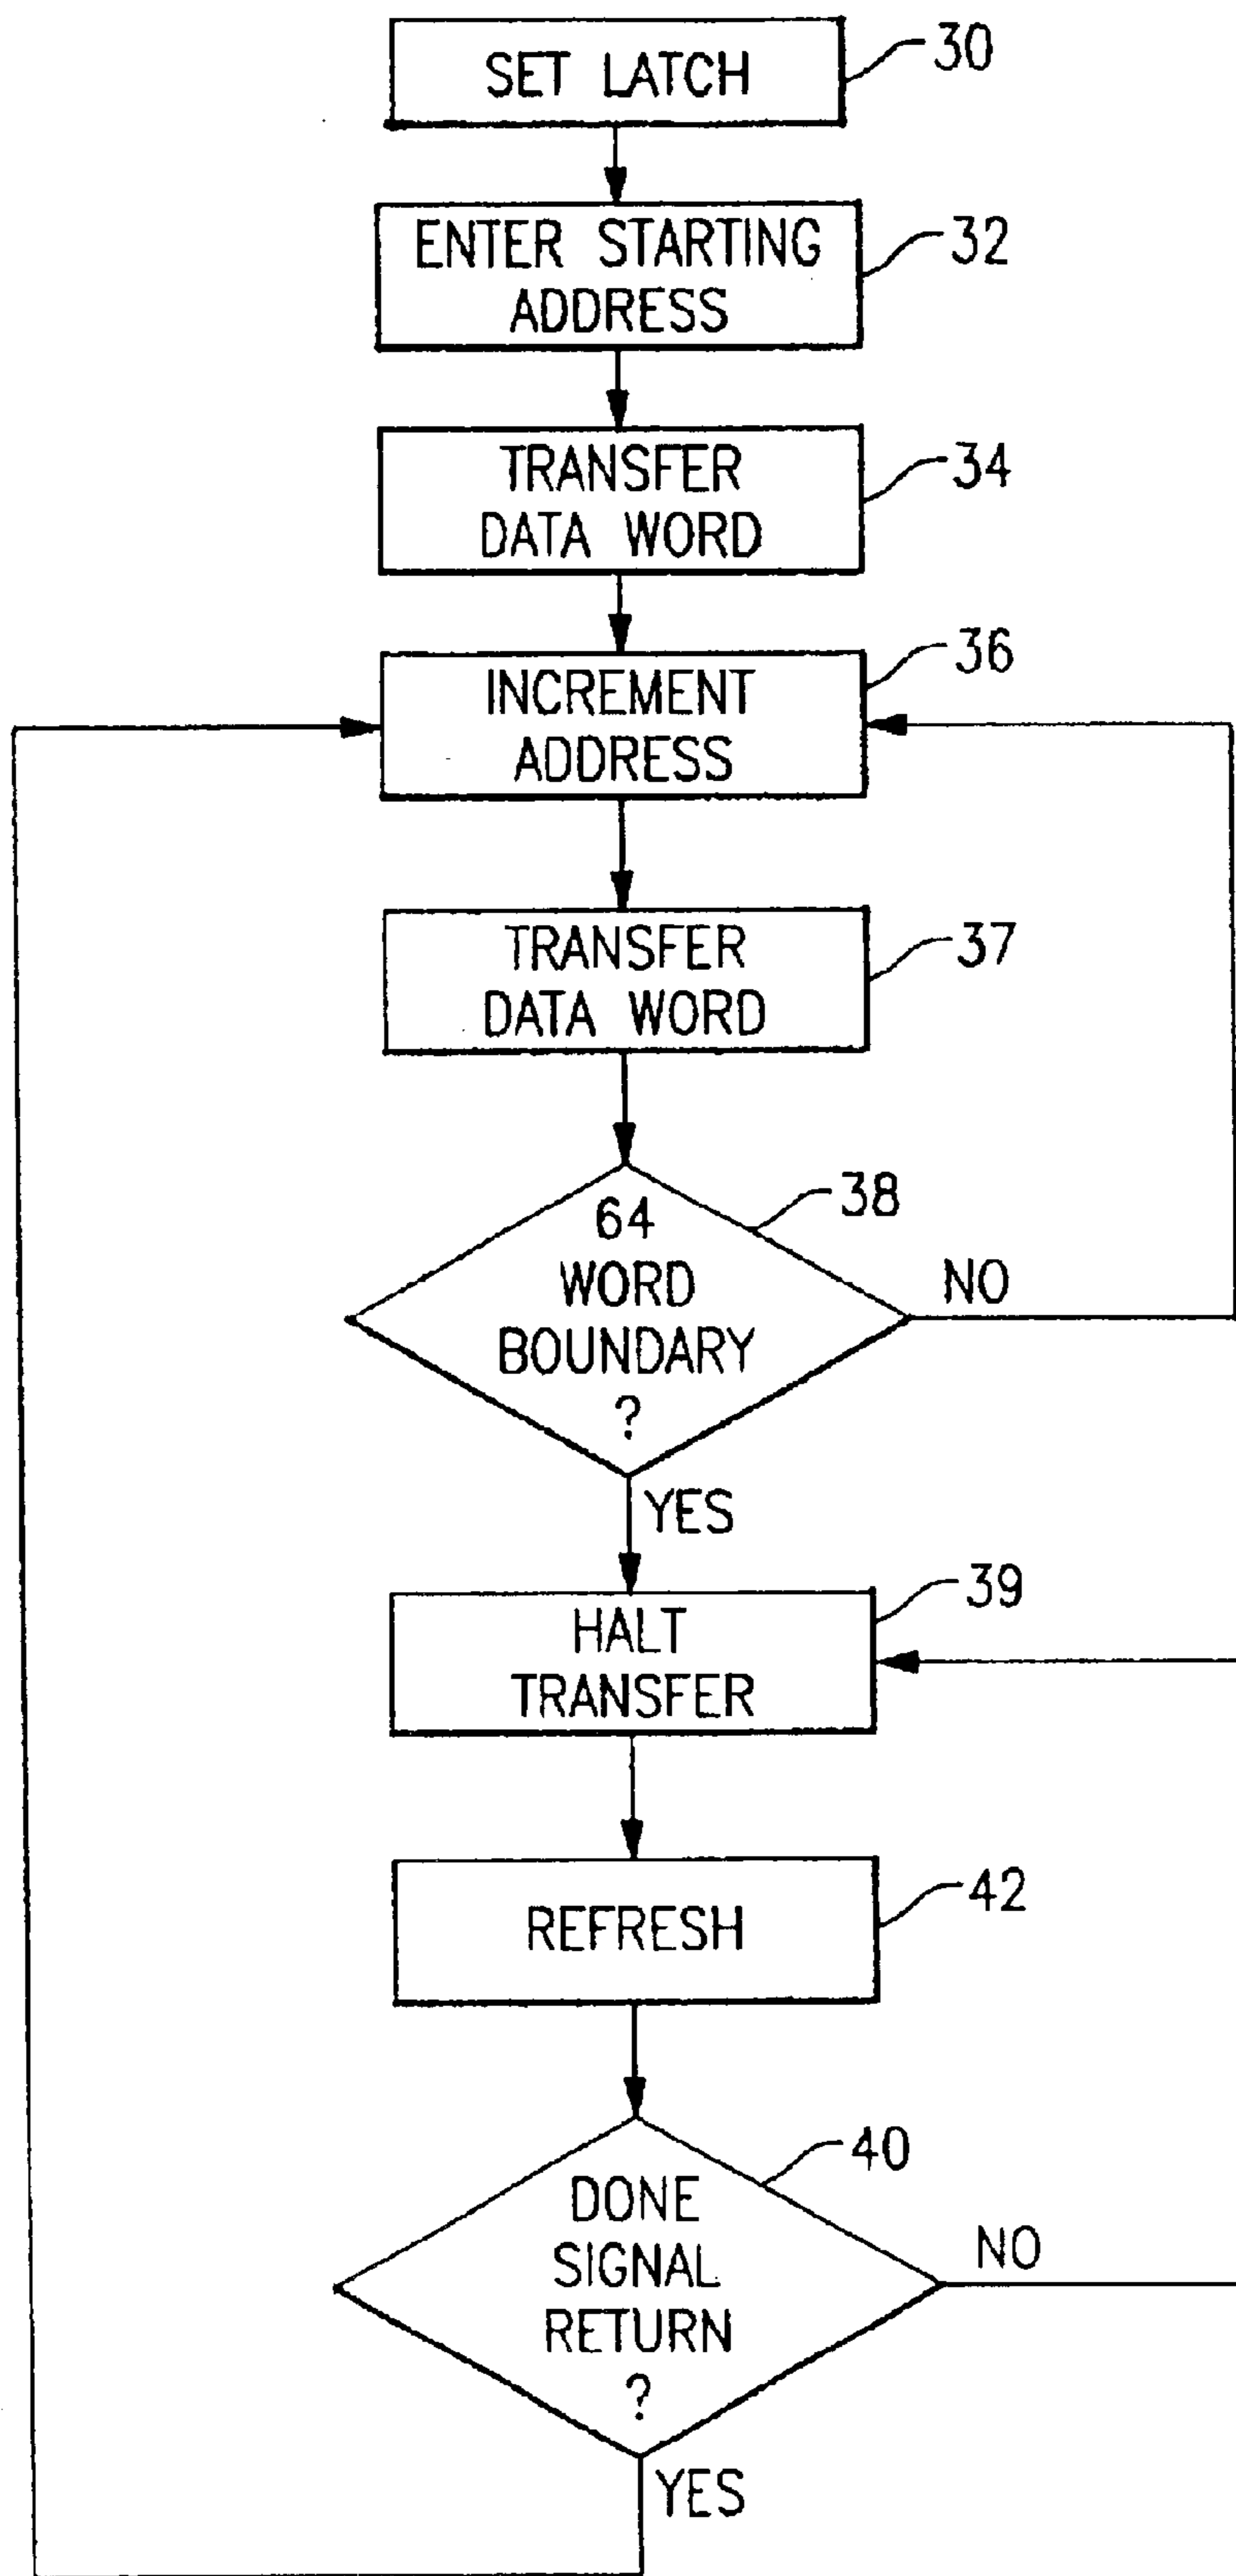 SET LATCH
30
ENTER STARTING
ADDRESS
32
TRANSFER
DATA WORD
34
INCREMENT
ADDRESS
36
TRANSFER
DATA WORD
37
64
WORD
BOUNDARY
?
38
NO
YES
HALT
TRANSFER
39
REFRESH
42
DONE
SIGNAL
RETURN
?
40
NO
YES